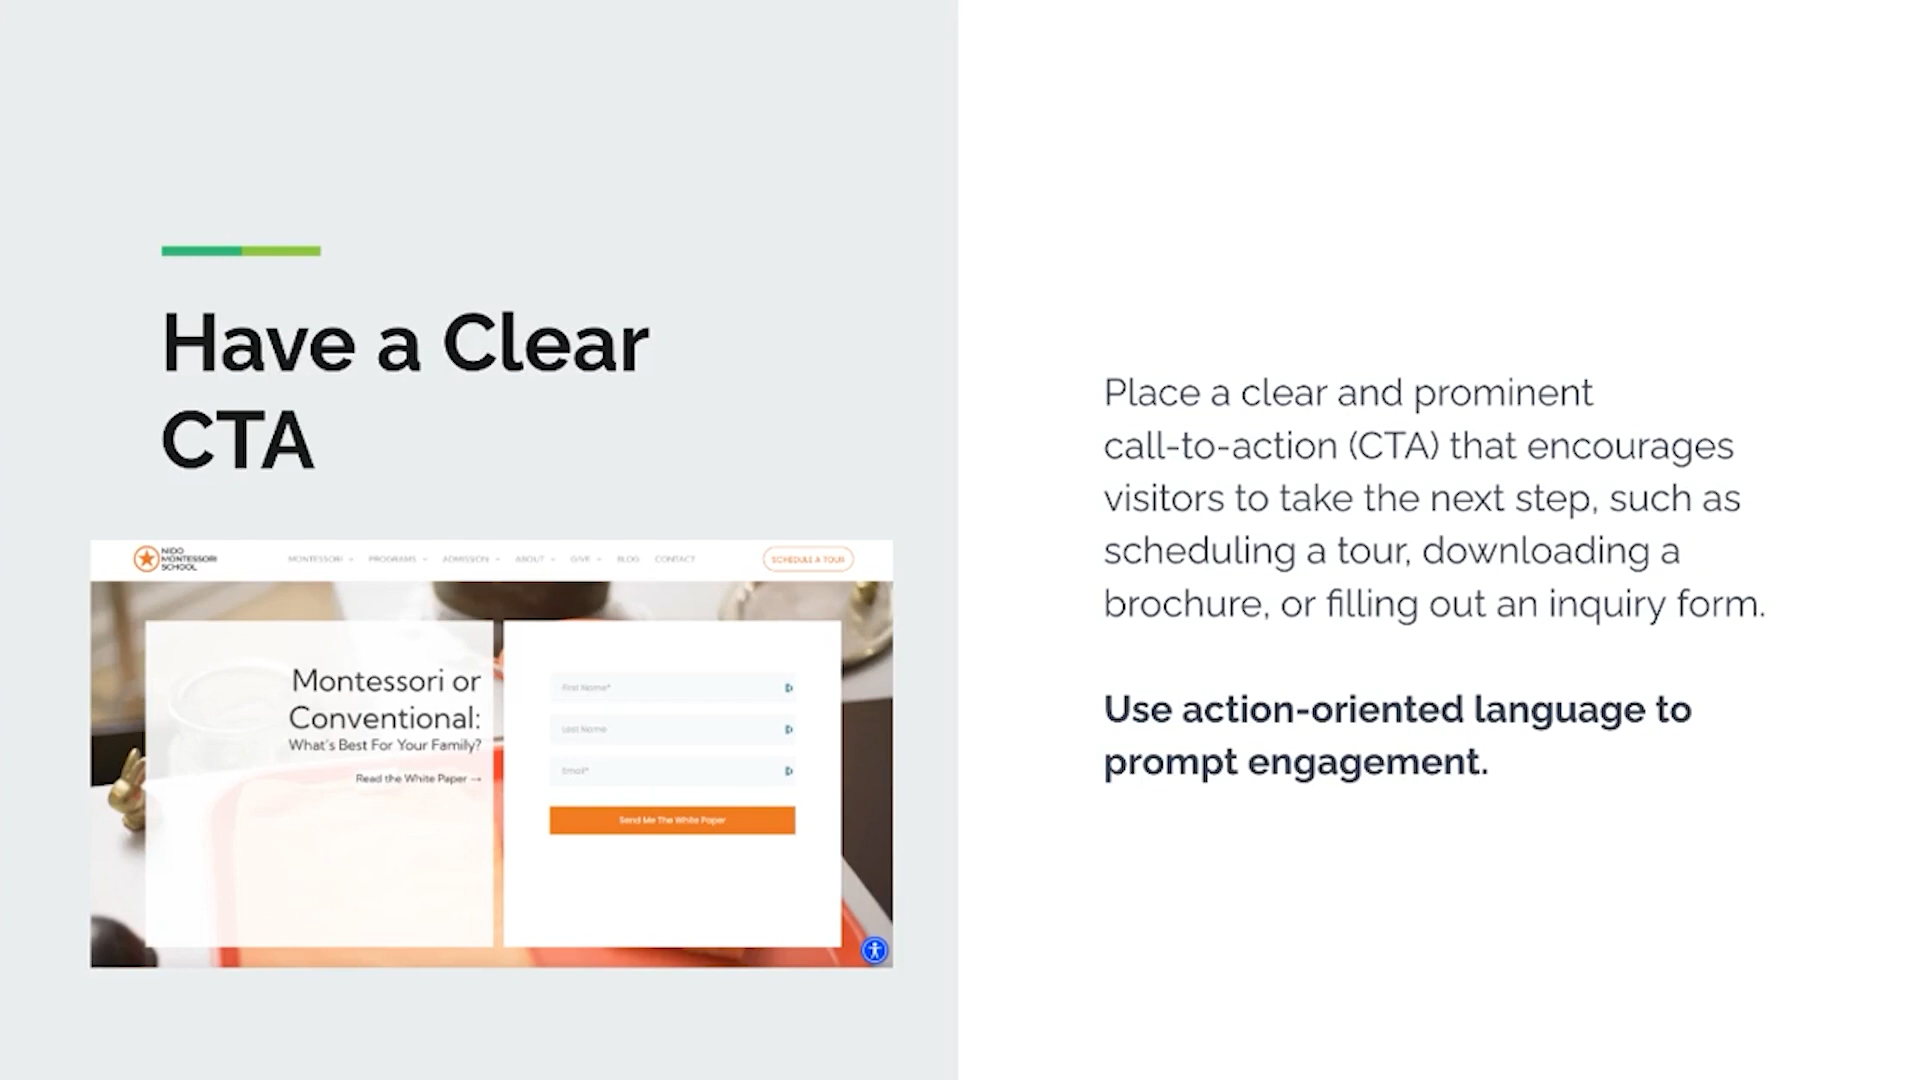 Have a Clear
CTA
NIDO
MONTESSORI
SCHOOL
MONTESSORI
PROGRAMS
ADMISSION
ABOUT
GIVE
BLOG
CONTACT
SCHEDULE A TOUR
Montessori or
Conventional:
What's Best For Your Family?
Read the White Paper →
First Name*
Last Name
Email*
Send Me The White Paper
Place a clear and prominent
call-to-action (CTA) that encourages
visitors to take the next step, such as
scheduling a tour, downloading a
brochure, or filling out an inquiry form.
Use action-oriented language to
prompt engagement.